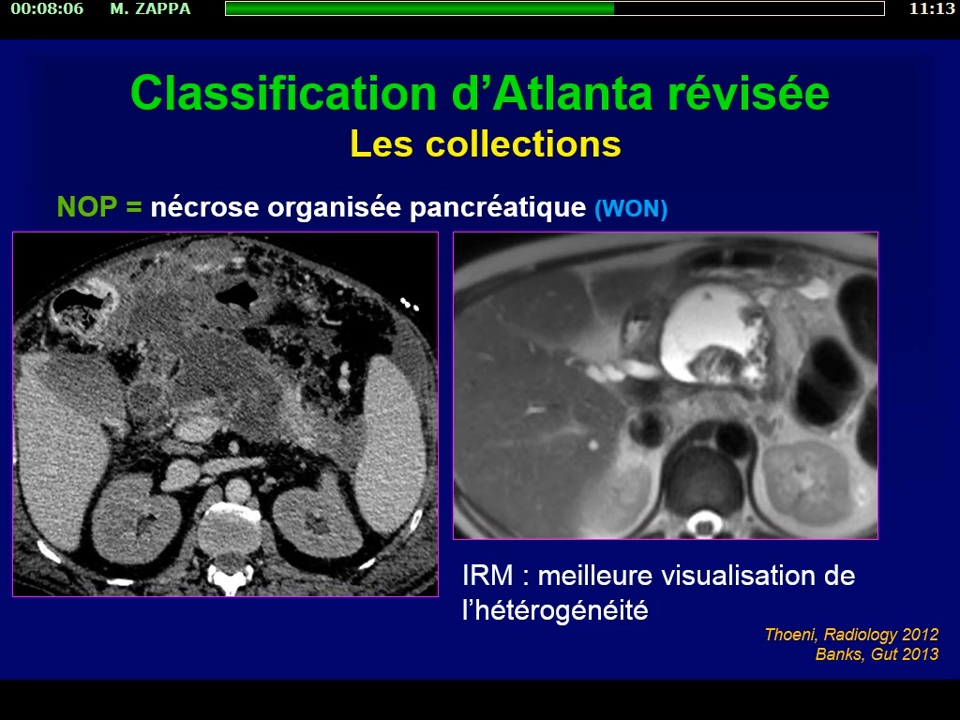 00:08:06 M. ZAPPA 11:13
Classification d’Atlanta révisée
Les collections
NOP = nécrose organisée pancréatique (WON)
IRM : meilleure visualisation de
l’hétérogénéité
Thoeni, Radiology 2012
Banks, Gut 2013